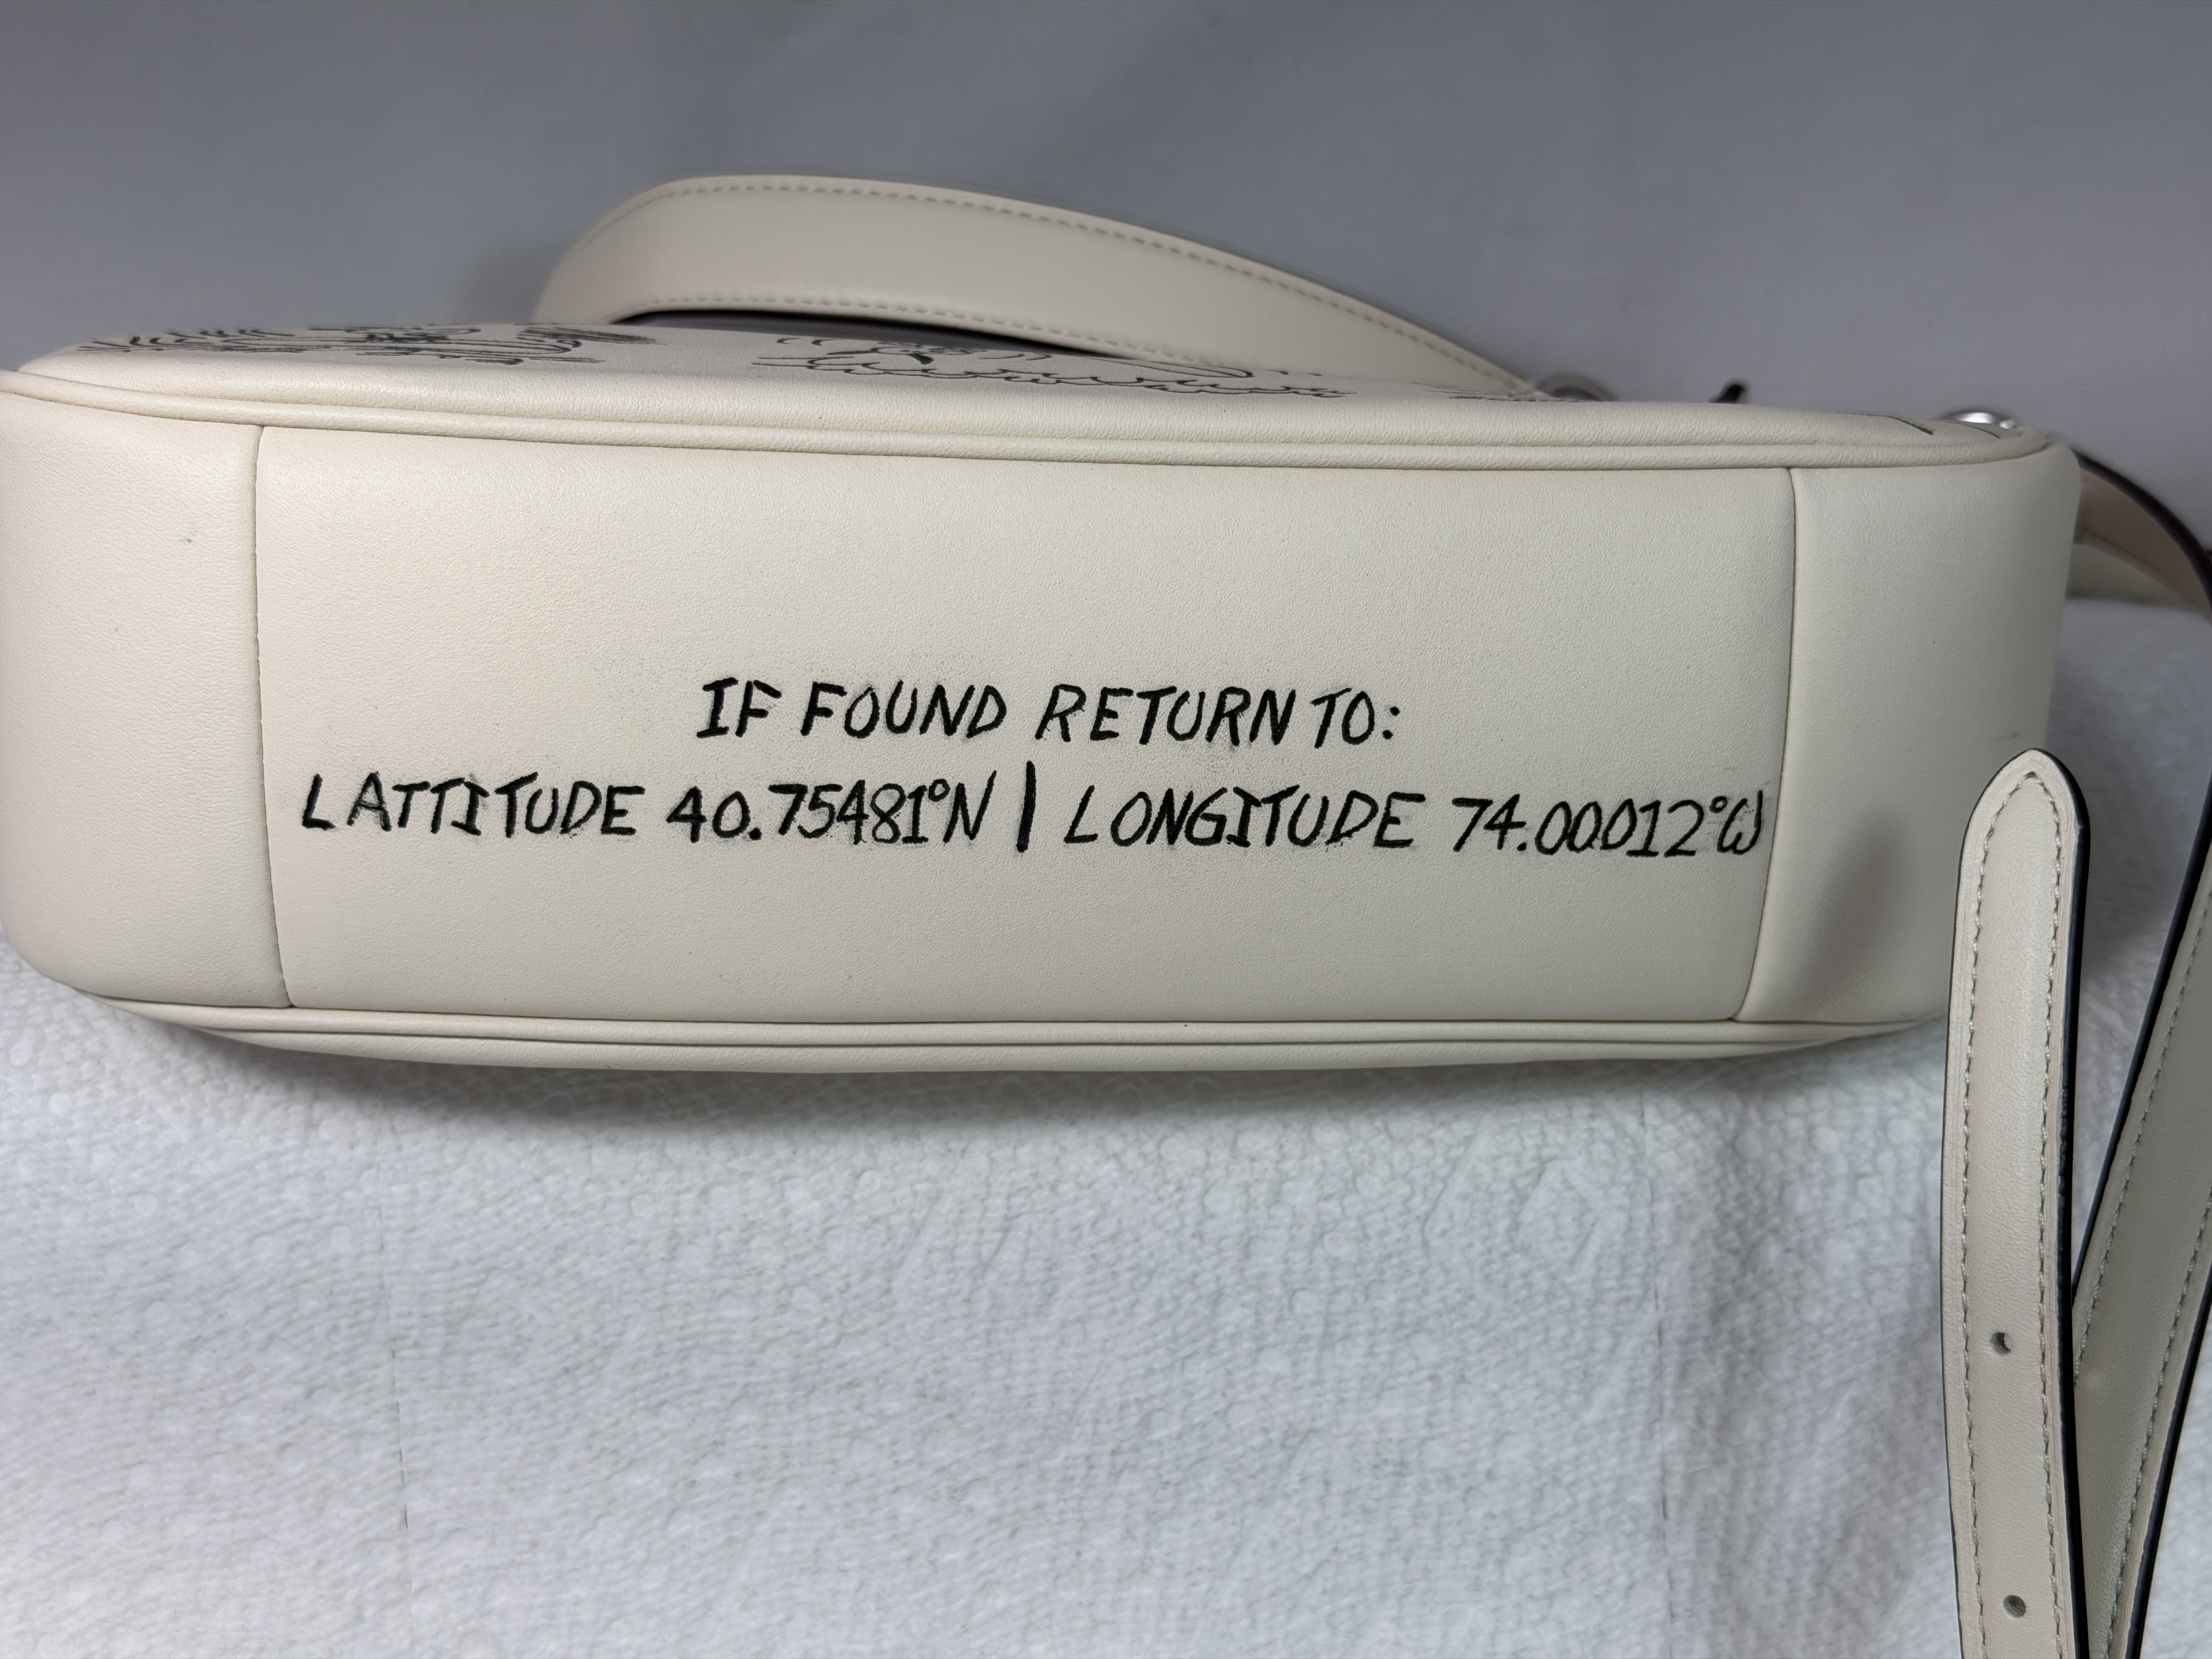 IF FOUND RETURN TO:
LATTITUDE 40.75481°N | LONGITUDE 74.00012°W